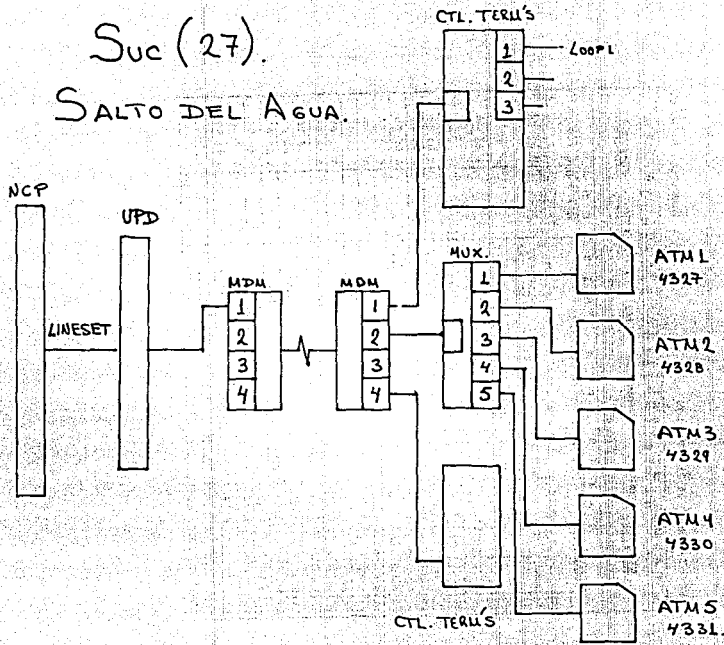 Suc (27).
SALTO DEL AGUA.
CTL. TERM'S
1
LOOP1
2
3
NCP
UPD
LINESET
MDM
1
2
3
4
MDM
1
2
3
4
MUX.
1
2
3
4
5
ATM1
4327
ATM2
4328
ATM3
4329
ATM4
4330
ATM5
4331.
CTL. TERM'S